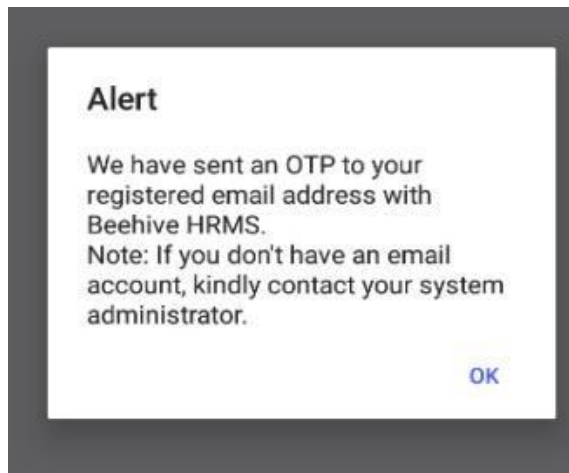 Alert
We have sent an OTP to your
registered email address with
Beehive HRMS.
Note: If you don't have an email
account, kindly contact your system
administrator.
OK